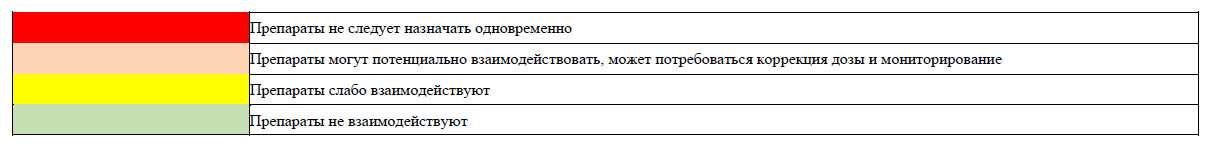 Препараты не следует назначать одновременно
Препараты могут потенциально взаимодействовать, может потребоваться коррекция дозы и мониторирование
Препараты слабо взаимодействуют
Препараты не взаимодействуют